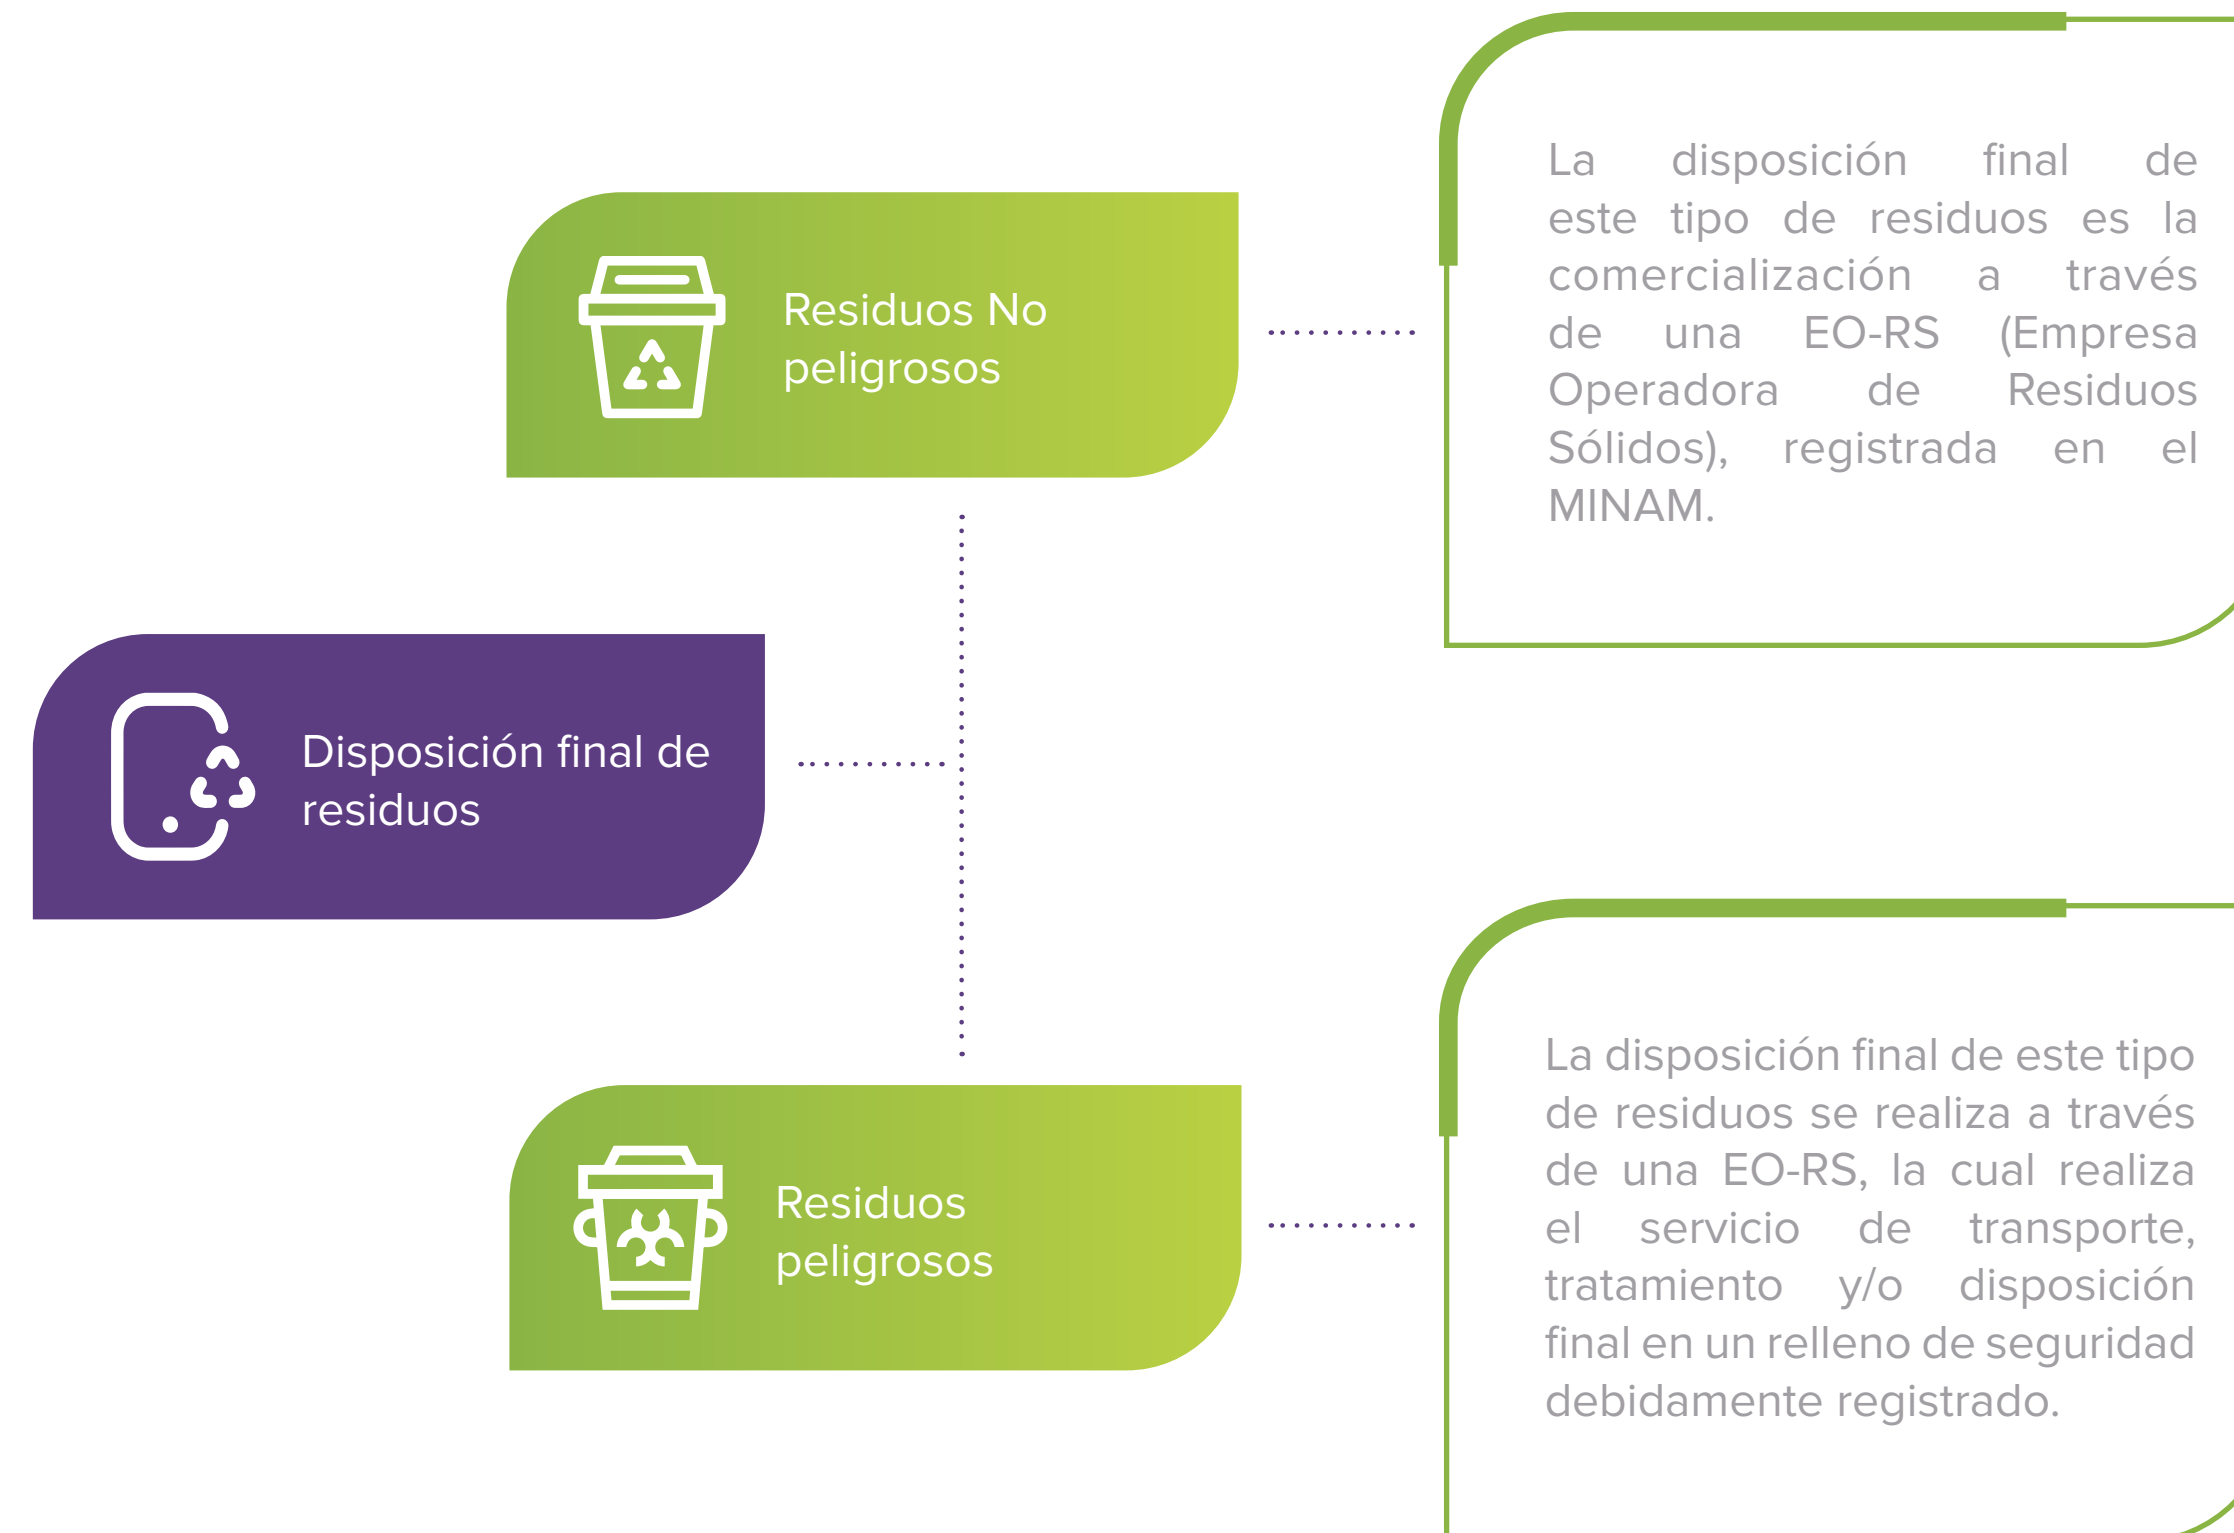 La disposición final de
este tipo de residuos es la
comercialización a través
de una EO-RS (Empresa
Operadora de Residuos
Sólidos), registrada en el
MINAM.
Residuos No
peligrosos
Disposición final de
residuos
Residuos
peligrosos
La disposición final de este tipo
de residuos se realiza a través
de una EO-RS, la cual realiza
el servicio de transporte,
tratamiento y/o disposición
final en un relleno de seguridad
debidamente registrado.